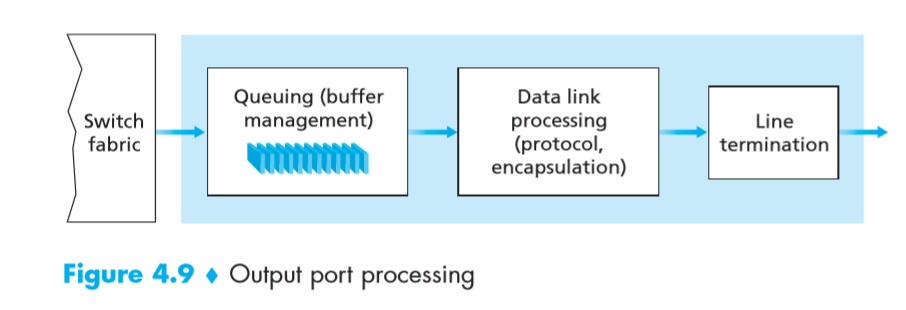 Switch
fabric
Queuing (buffer
management)
Data link
processing
(protocol,
encapsulation)
Line
termination
Figure 4.9 ♦ Output port processing